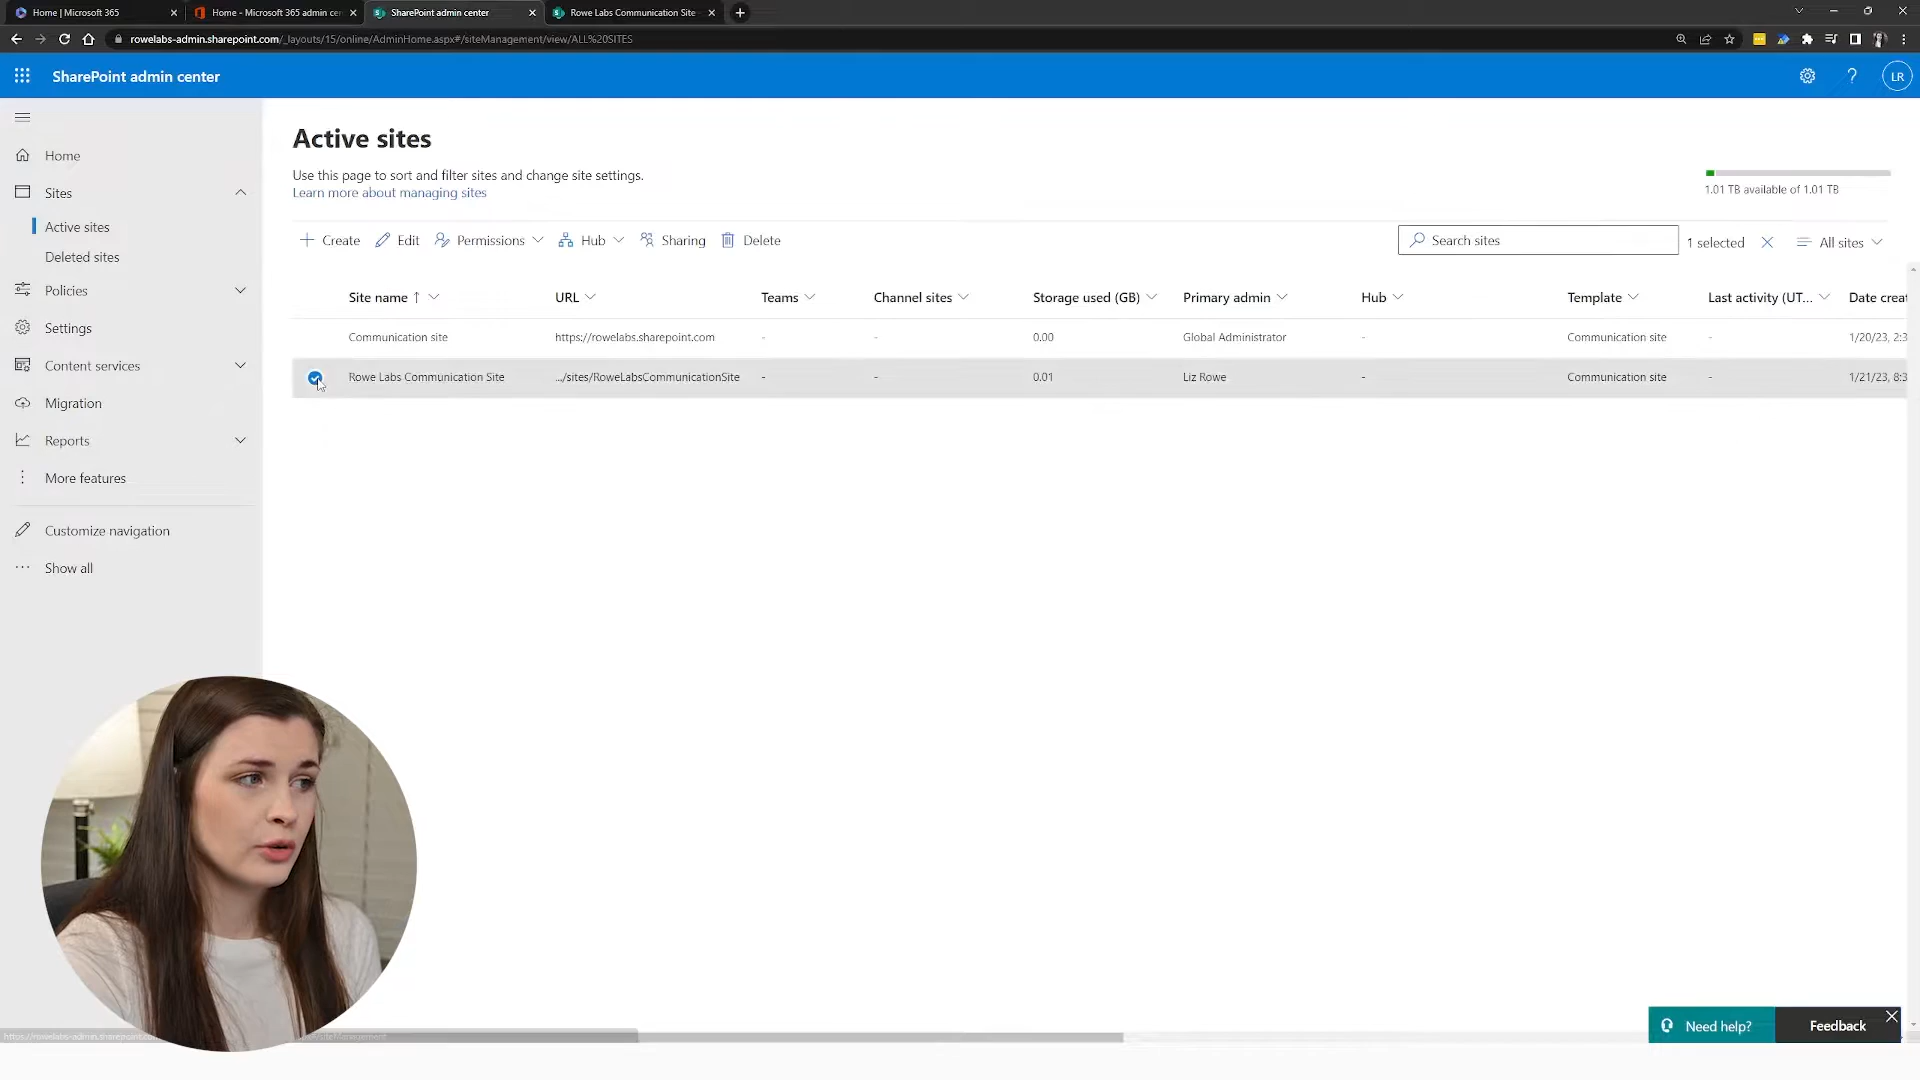 Home | Microsoft 365
Home - Microsoft 365 admin cen
SharePoint admin center
Rowe Labs Communication Site
rowelabs-admin.sharepoint.com/_layouts/15/online/AdminHome.aspx#/siteManagement/view/ALL%20SITES
SharePoint admin center
LR
Home
Sites
Active sites
Deleted sites
Policies
Settings
Content services
Migration
Reports
More features
Customize navigation
Show all
Active sites
Use this page to sort and filter sites and change site settings.
Learn more about managing sites
1.01 TB available of 1.01 TB
Create Edit Permissions Hub Sharing Delete
Search sites
1 selected
All sites
Site name ↑ URL Teams Channel sites Storage used (GB) Primary admin Hub Template Last activity (UT... Date creat
Communication site https://rowelabs.sharepoint.com - - 0.00 Global Administrator - Communication site - 1/20/23, 2:3
Rowe Labs Communication Site .../sites/RoweLabsCommunicationSite - - 0.01 Liz Rowe - Communication site - 1/21/23, 8:3
Need help?
Feedback